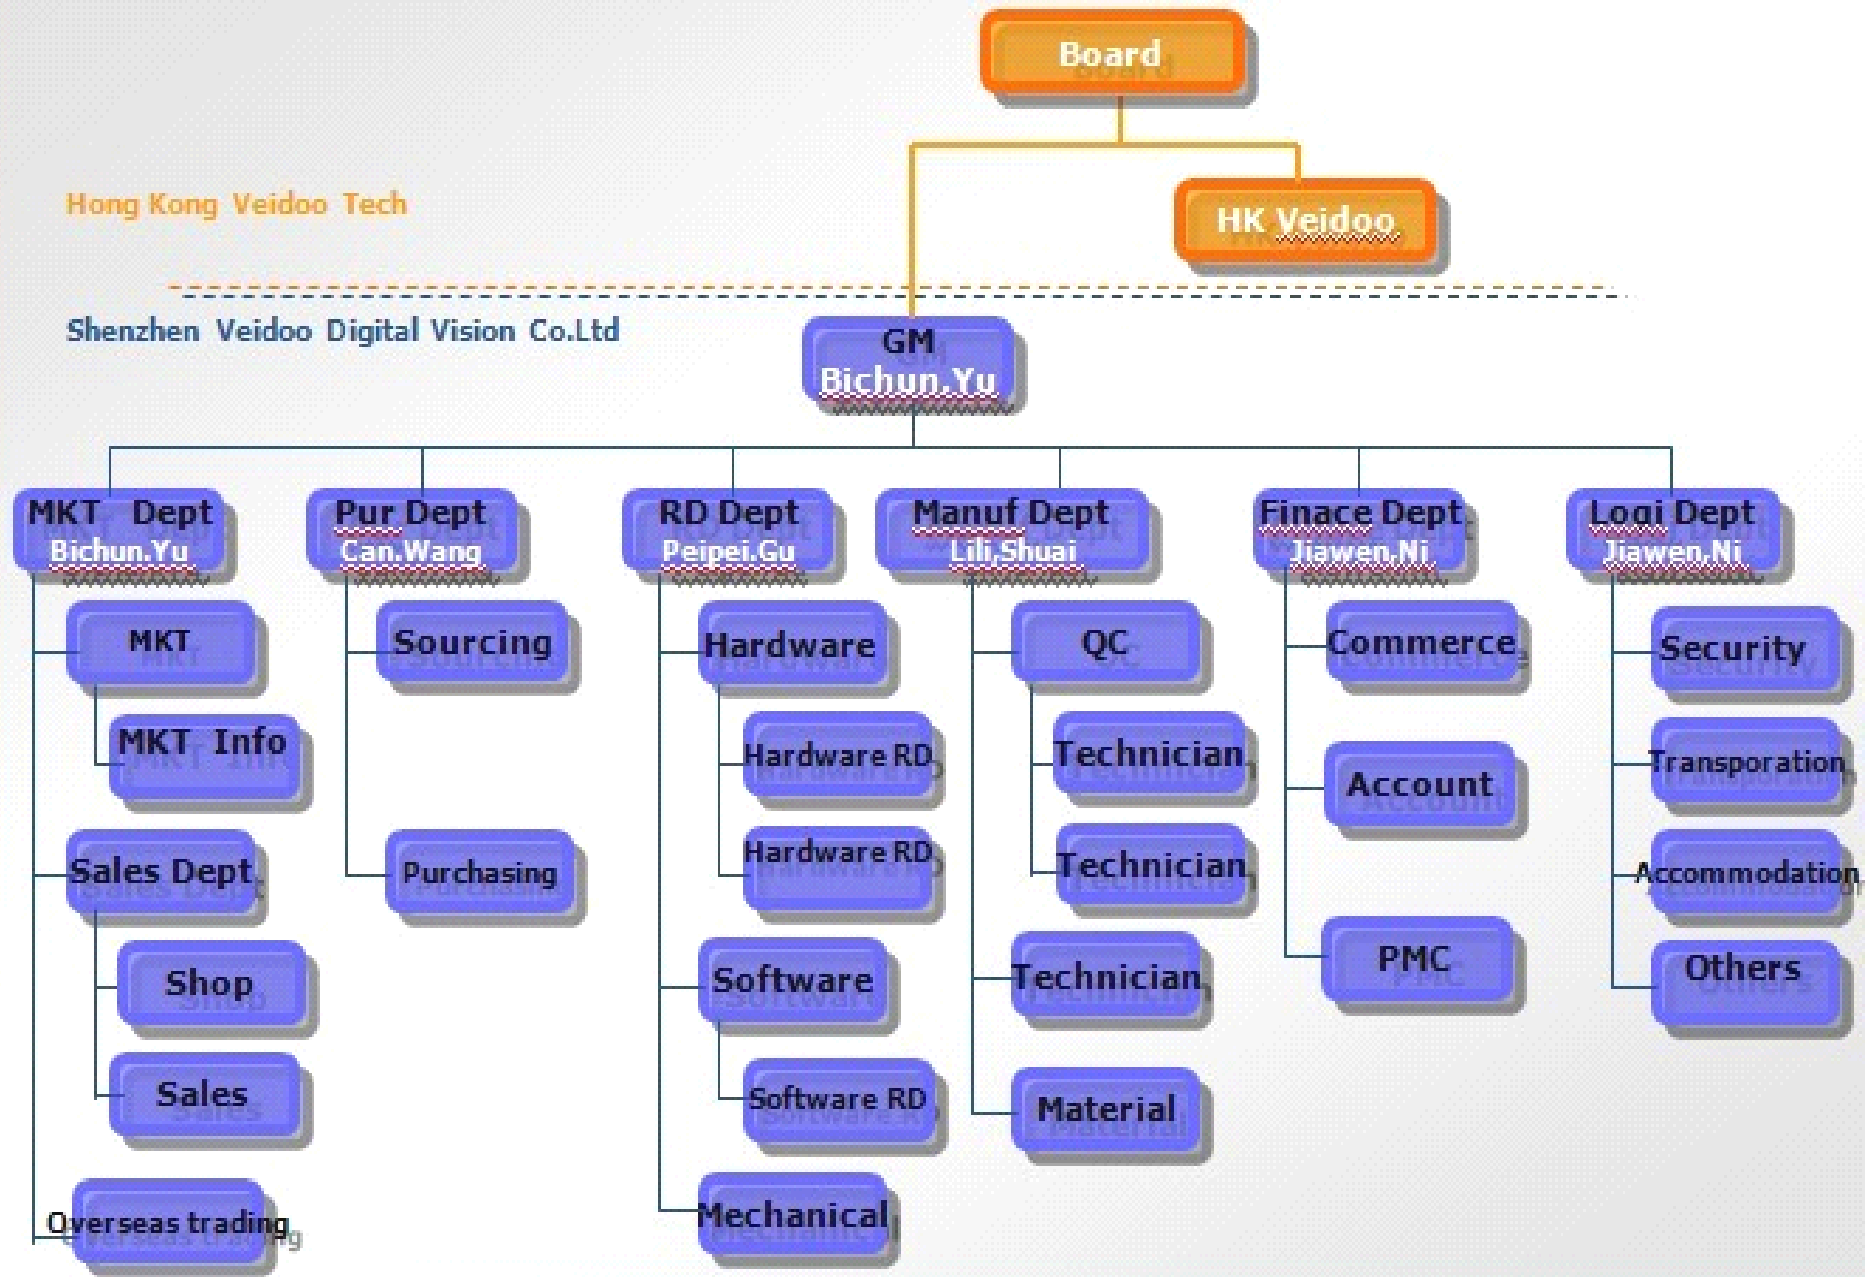 Board
Hong Kong Veidoo Tech
HK Veidoo
Shenzhen Veidoo Digital Vision Co.Ltd
GM
Bichun.Yu
MKT Dept
Bichun.Yu
Pur Dept
Can.Wang
RD Dept
Peipei.Gu
Manuf Dept
Lili.Shuai
Finace Dept
Jiawen.Ni
Logi Dept
Jiawen.Ni
MKT
MKT Info
Sales Dept
Shop
Sales
Overseas trading
Sourcing
Purchasing
Hardware
Hardware RD
Hardware RD
Software
Software RD
Mechanical
QC
Technician
Technician
Technician
Material
Commerce
Account
PMC
Security
Transporation
Accommodation
Others